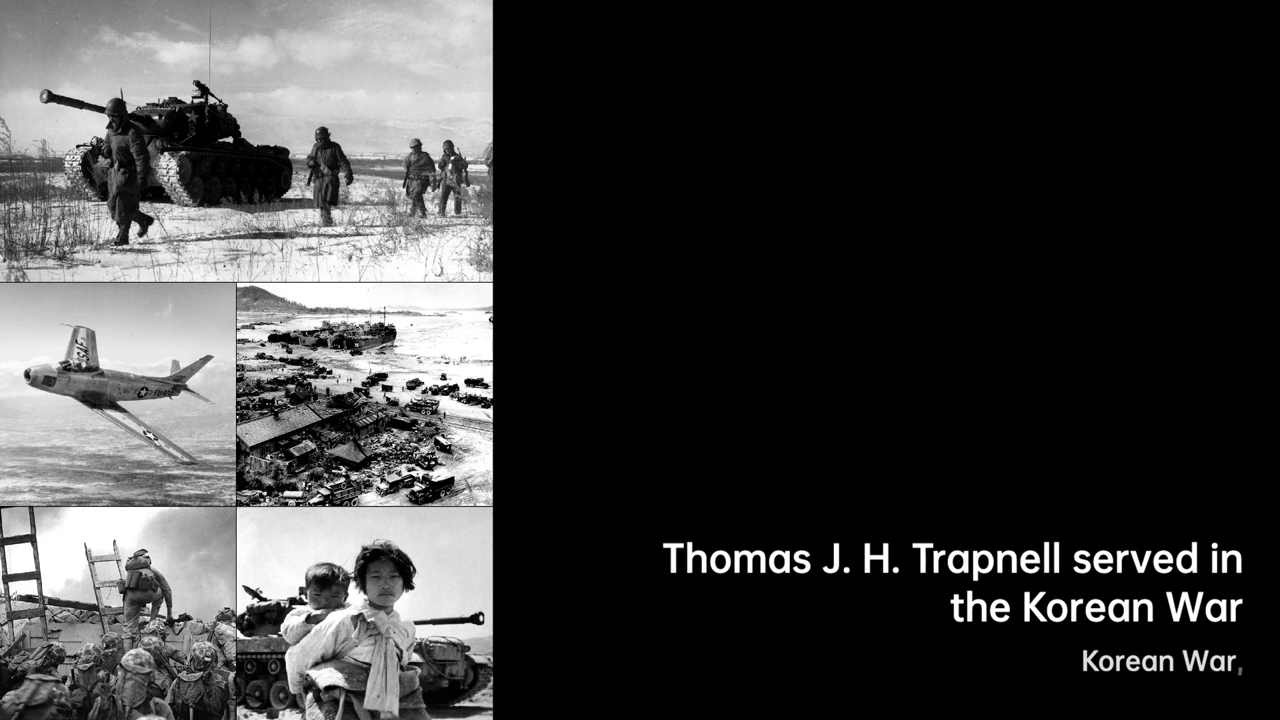 Thomas J. H. Trapnell served in
the Korean War
Korean War,